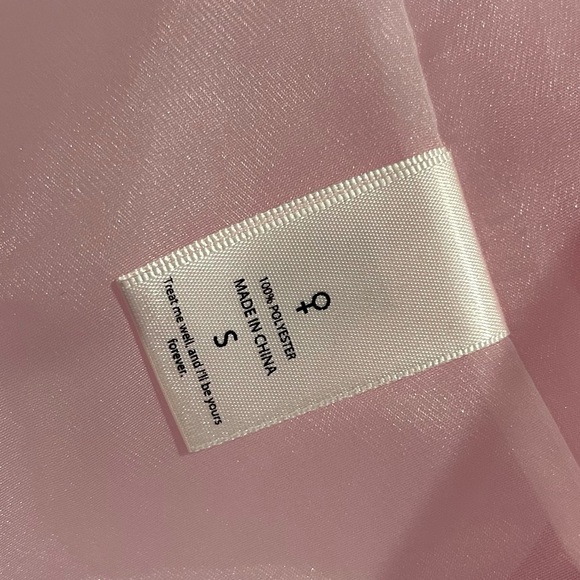 ♀
100% POLYESTER
MADE IN CHINA
S
Treat me well, and I'll be yours
forever.